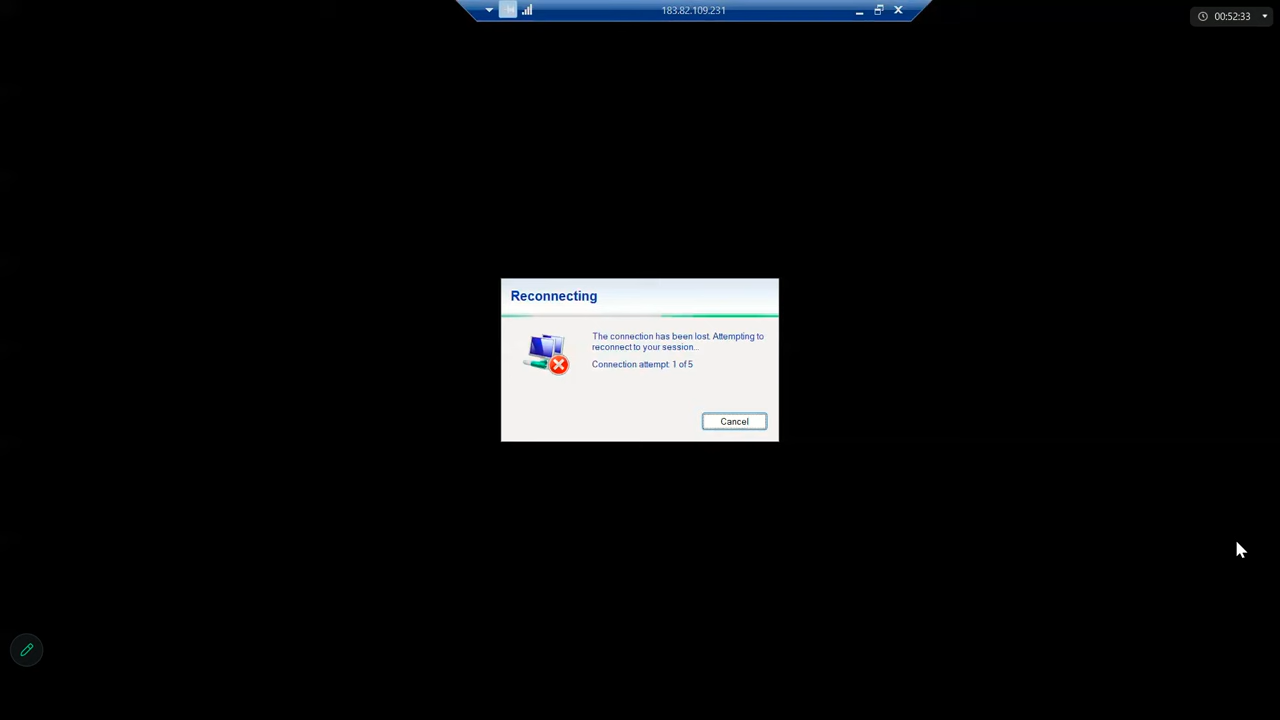 183.82.109.231
00:52:33
Reconnecting
The connection has been lost. Attempting to
reconnect to your session...
Connection attempt: 1 of 5
Cancel